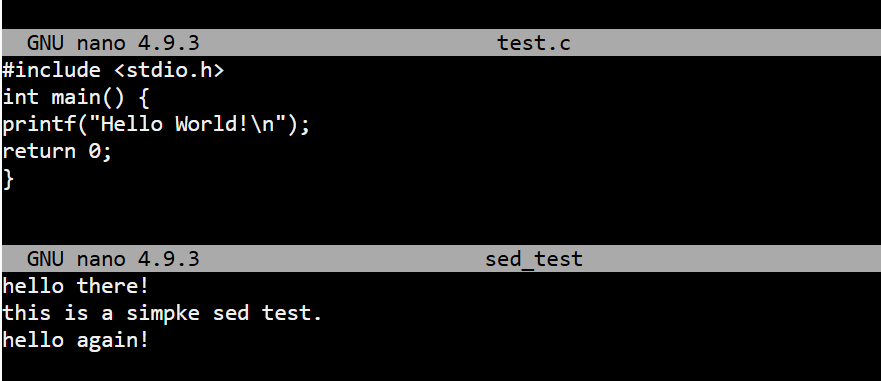 GNU nano 4.9.3 test.c
#include <stdio.h>
int main() {
printf("Hello World!\n");
return 0;
}
GNU nano 4.9.3 sed_test
hello there!
this is a simpke sed test.
hello again!